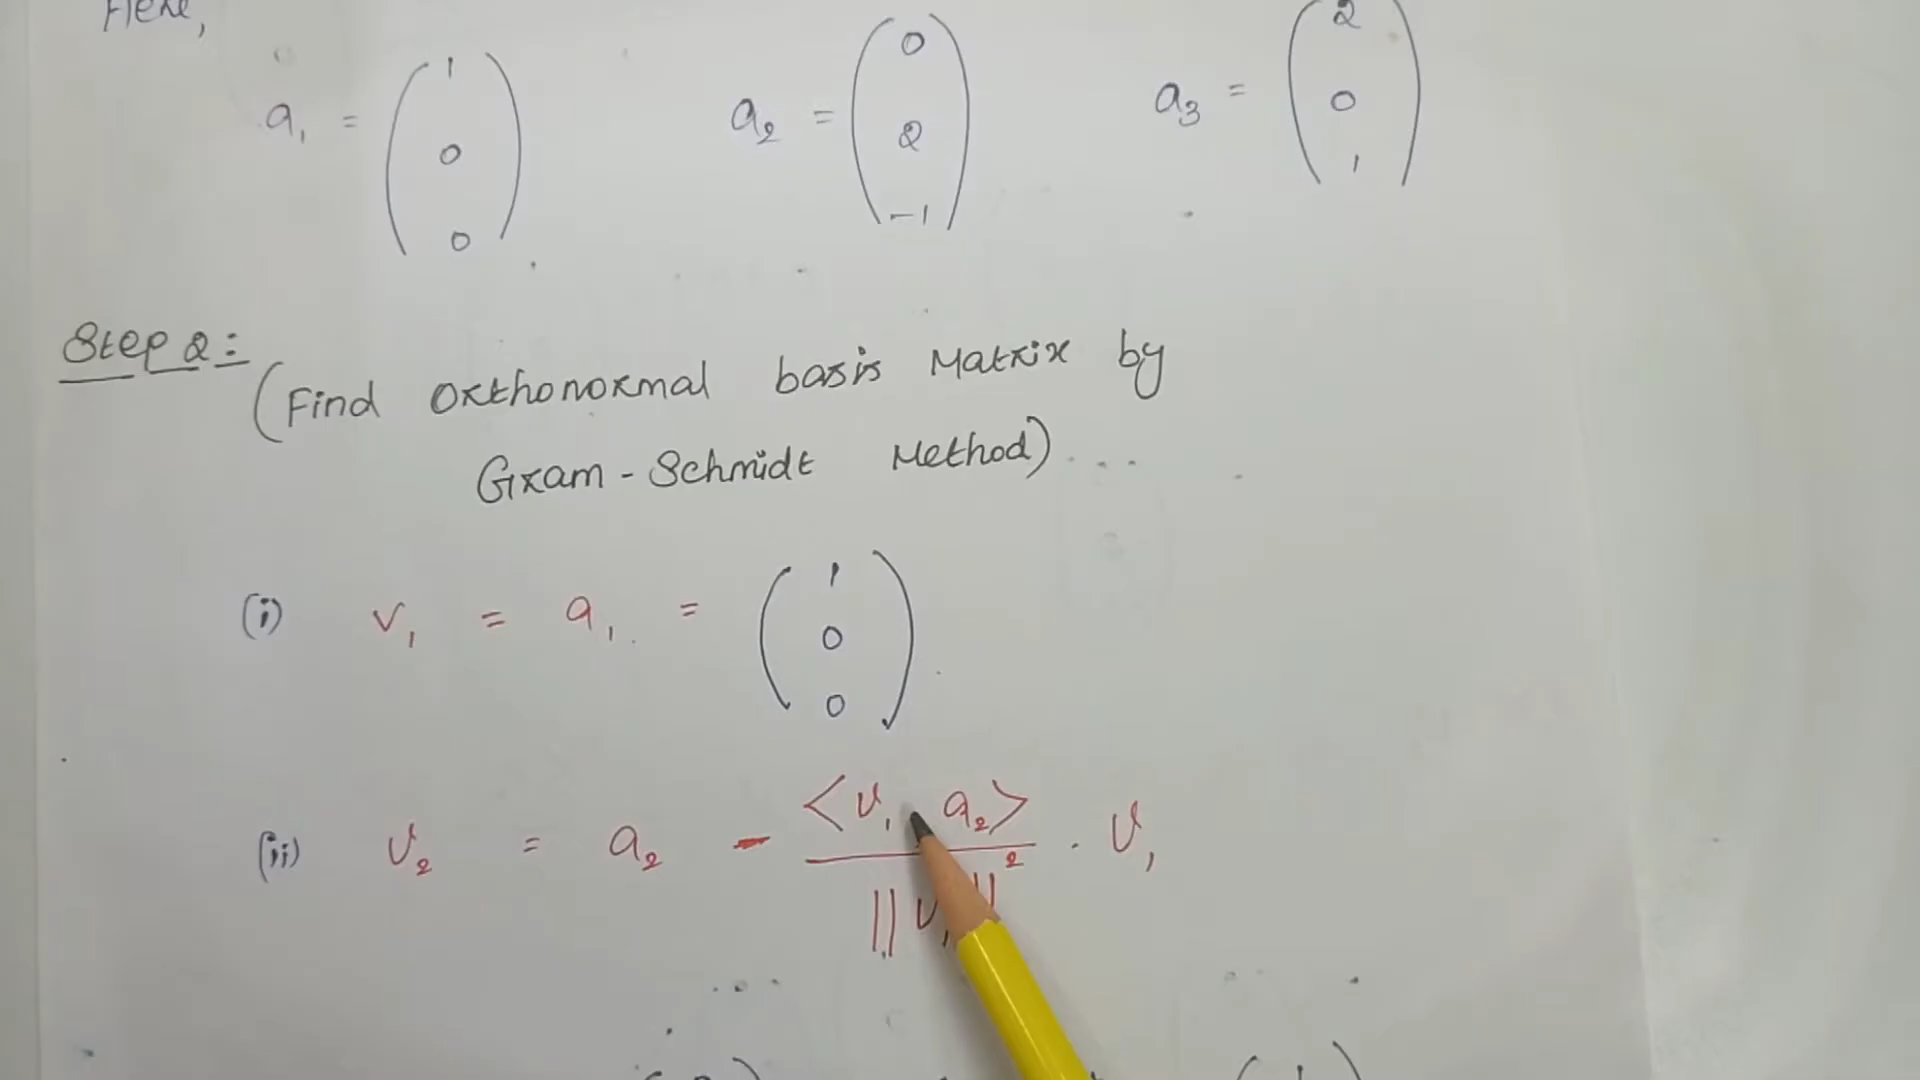 Here,
a₁ = ( 1 0 0 ) a₂ = ( 0 2 -1 ) a₃ = ( 2 0 1 )
Step 2:
(Find Orthonormal basis Matrix by
Gram-Schmidt Method)
(i) v₁ = a₁ = ( 1 0 0 )
(ii) v₂ = a₂ - <v₁, a₂> / ||v₁||² . v₁